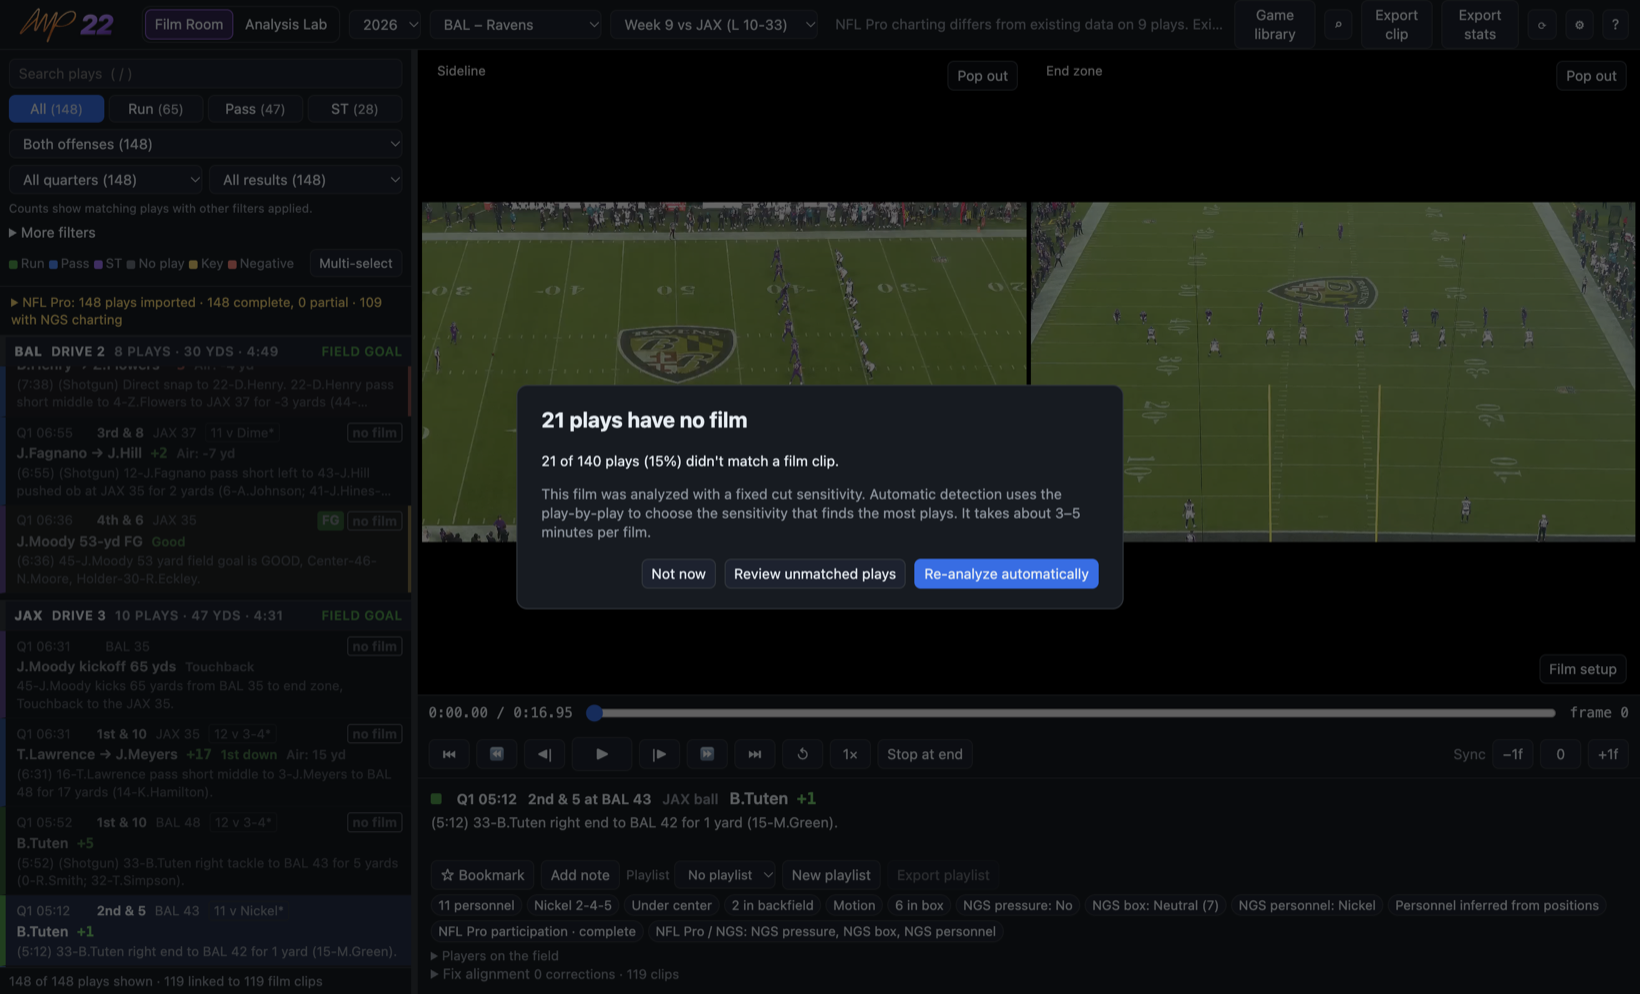 AMP 22
Film Room
Analysis Lab
2026
BAL – Ravens
Week 9 vs JAX (L 10-33)
NFL Pro charting differs from existing data on 9 plays. Exi...
Game
library
Export
clip
Export
stats
?
Search plays ( / )
All (148)
Run (65)
Pass (47)
ST (28)
Both offenses (148)
All quarters (148)
All results (148)
Counts show matching plays with other filters applied.
More filters
Run Pass ST No play Key Negative
Multi-select
NFL Pro: 148 plays imported · 148 complete, 0 partial · 109
with NGS charting
BAL DRIVE 2 8 PLAYS · 30 YDS · 4:49 FIELD GOAL
(7:38) (Shotgun) Direct snap to 22-D.Henry. 22-D.Henry pass
short middle to 4-Z.Flowers to JAX 37 for -3 yards (44-...
Q1 06:55 3rd & 8 JAX 37 11 v Dime* no film
J.Fagnano → J.Hill +2 Air: -7 yd
(6:55) (Shotgun) 12-J.Fagnano pass short left to 43-J.Hill
pushed ob at JAX 35 for 2 yards (6-A.Johnson; 41-J.Hines-...
Q1 06:36 4th & 6 JAX 35 FG no film
J.Moody 53-yd FG Good
(6:36) 45-J.Moody 53 yard field goal is GOOD, Center-46-
N.Moore, Holder-30-R.Eckley.
JAX DRIVE 3 10 PLAYS · 47 YDS · 4:31 FIELD GOAL
Q1 06:31 BAL 35 no film
J.Moody kickoff 65 yds Touchback
45-J.Moody kicks 65 yards from BAL 35 to end zone,
Touchback to the JAX 35.
Q1 06:31 1st & 10 JAX 35 12 v 3-4* no film
T.Lawrence → J.Meyers +17 1st down Air: 15 yd
(6:31) 16-T.Lawrence pass short middle to 3-J.Meyers to BAL
48 for 17 yards (14-K.Hamilton).
Q1 05:52 1st & 10 BAL 48 12 v 3-4* no film
B.Tuten +5
(5:52) (Shotgun) 33-B.Tuten right tackle to BAL 43 for 5 yards
(0-R.Smith; 32-T.Simpson).
Q1 05:12 2nd & 5 BAL 43 11 v Nickel*
B.Tuten +1
(5:12) 33-B.Tuten right end to BAL 42 for 1 yard (15-M.Green).
148 of 148 plays shown · 119 linked to 119 film clips
Sideline
Pop out
End zone
Pop out
RAVENS
21 plays have no film
21 of 140 plays (15%) didn't match a film clip.
This film was analyzed with a fixed cut sensitivity. Automatic detection uses the
play-by-play to choose the sensitivity that finds the most plays. It takes about 3–5
minutes per film.
Not now
Review unmatched plays
Re-analyze automatically
Film setup
0:00.00 / 0:16.95
frame 0
1×
Stop at end
Sync −1f 0 +1f
Q1 05:12 2nd & 5 at BAL 43 JAX ball B.Tuten +1
(5:12) 33-B.Tuten right end to BAL 42 for 1 yard (15-M.Green).
☆ Bookmark
Add note
Playlist
No playlist
New playlist
Export playlist
11 personnel
Nickel 2-4-5
Under center
2 in backfield
Motion
6 in box
NGS pressure: No
NGS box: Neutral (7)
NGS personnel: Nickel
Personnel inferred from positions
NFL Pro participation · complete
NFL Pro / NGS: NGS pressure, NGS box, NGS personnel
Players on the field
Fix alignment 0 corrections · 119 clips